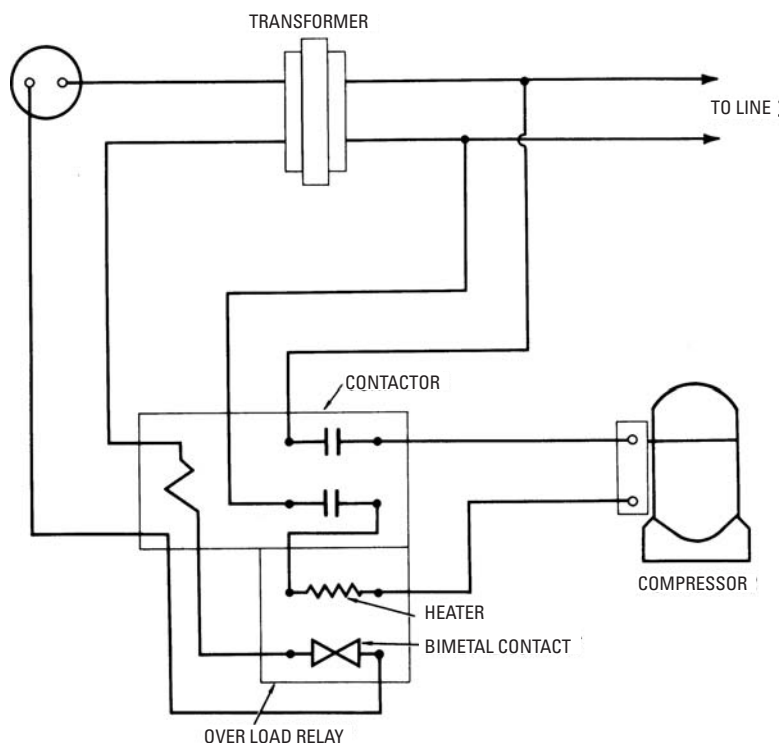 TRANSFORMER
TO LINE
CONTACTOR
COMPRESSOR
HEATER
BIMETAL CONTACT
OVER LOAD RELAY